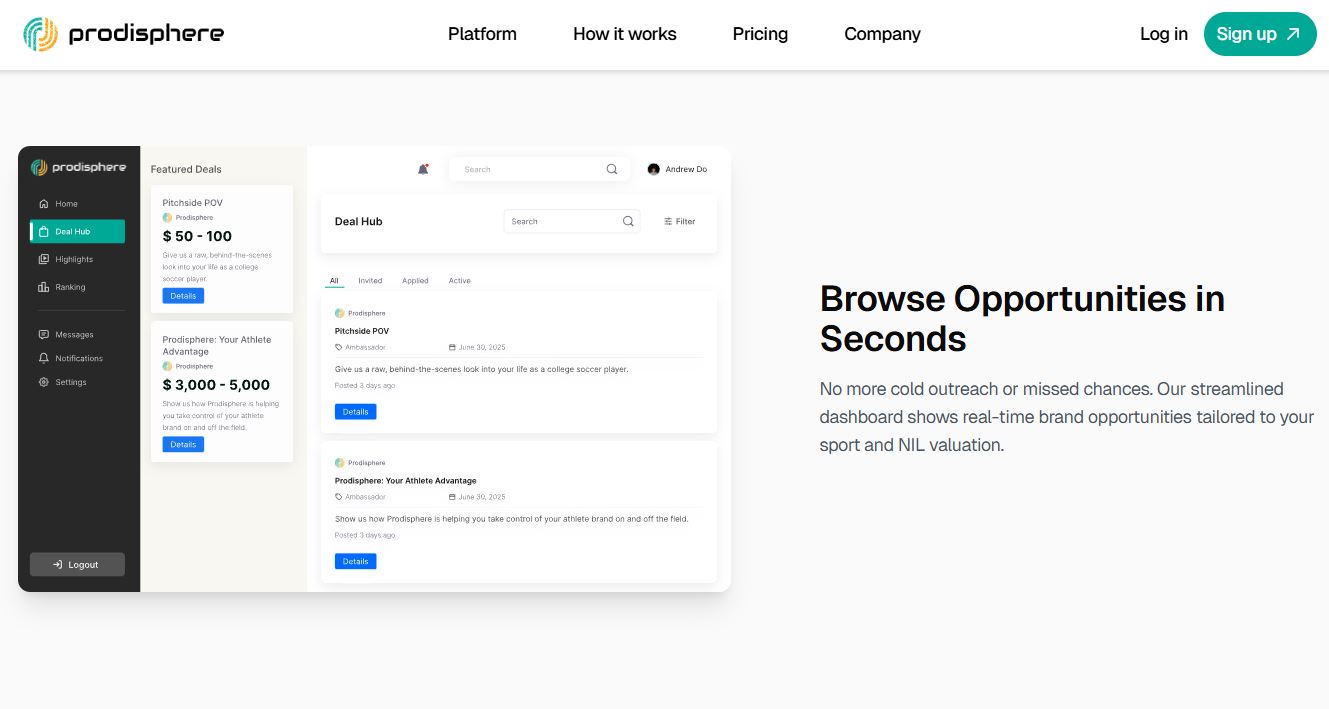 prodisphere
Platform
How it works
Pricing
Company
Log in
Sign up
prodisphere
Home
Deal Hub
Highlights
Ranking
Messages
Notifications
Settings
Logout
Featured Deals
Pitchside POV
Prodisphere
$ 50 - 100
Give us a raw, behind-the-scenes
look into your life as a college
soccer player.
Details
Prodisphere: Your Athlete
Advantage
Prodisphere
$ 3,000 - 5,000
Show us how Prodisphere is helping
you take control of your athlete
brand on and off the field.
Details
Search
Andrew Do
Deal Hub
Search
Filter
All
Invited
Applied
Active
Prodisphere
Pitchside POV
Ambassador
June 30, 2025
Give us a raw, behind-the-scenes look into your life as a college soccer player.
Posted 3 days ago
Details
Prodisphere
Prodisphere: Your Athlete Advantage
Ambassador
June 30, 2025
Show us how Prodisphere is helping you take control of your athlete brand on and off the field.
Posted 3 days ago
Details
Browse Opportunities in
Seconds
No more cold outreach or missed chances. Our streamlined
dashboard shows real-time brand opportunities tailored to your
sport and NIL valuation.